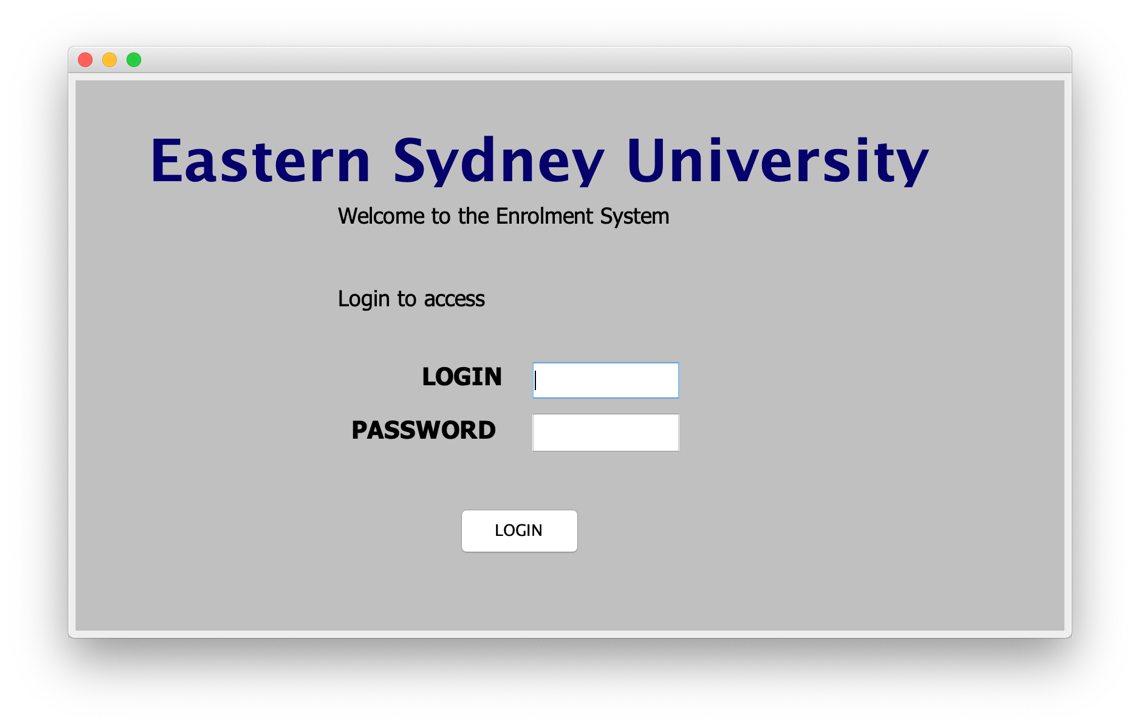 Eastern Sydney University
Welcome to the Enrolment System
Login to access
LOGIN
PASSWORD
LOGIN